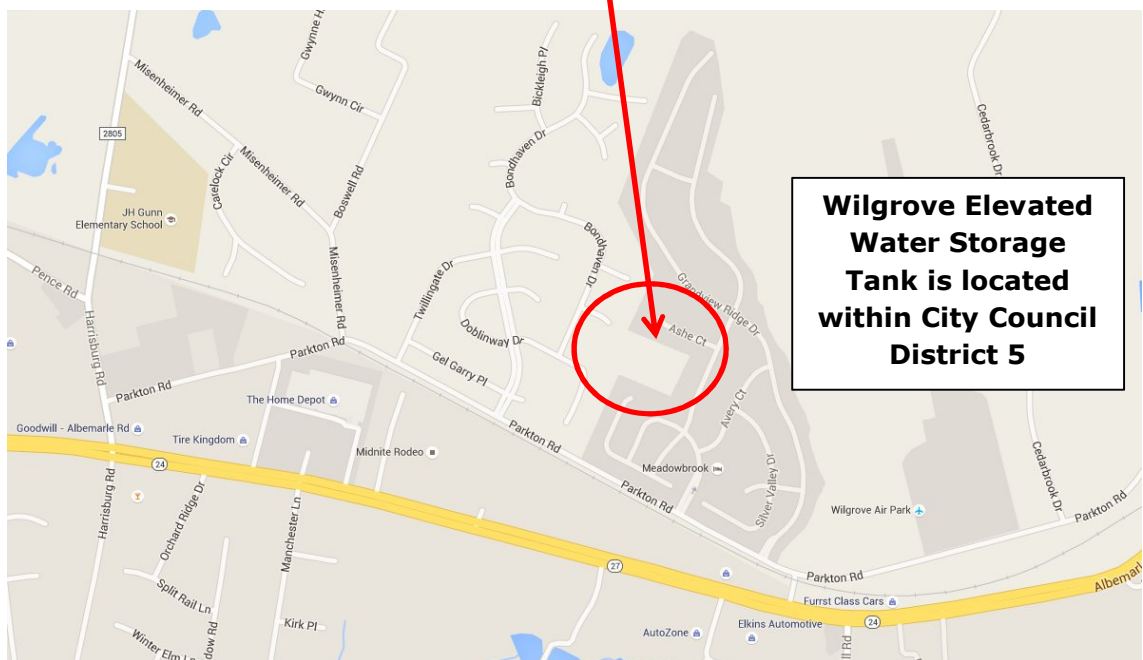 Gwynne H
Misenheimer Rd
Gwynn Cir
Bickleigh Pl
2805
Cedarbrook Dr
Bondhaven Dr
Misenheimer Rd
Boswell Rd
JH Gunn
Elementary School
Wilgrove Elevated
Water Storage
Tank is located
within City Council
District 5
Bondhaven Dr
Misenheimer Rd
Twillingate Dr
Pence Rd
Harrisburg Rd
Grandview Ridge Dr
Ashe Ct
Doblinway Dr
Parkton Rd
Gel Garry Pl
Parkton Rd
The Home Depot
Avery Ct
Goodwill - Albemarle Rd
Tire Kingdom
Midnite Rodeo
Parkton Rd
24
Meadowbrook
Silver Valley Dr
Cedarbrook Dr
Harrisburg Rd
Orchard Ridge Dr
Manchester Ln
Parkton Rd
Wilgrove Air Park
Parkton Rd
27
Parkton Rd
Albemarl
Split Rail Ln
Furrst Class Cars
24
Kirk Pl
AutoZone
Elkins Automotive
Winter Elm L
dow Rd
ll Rd